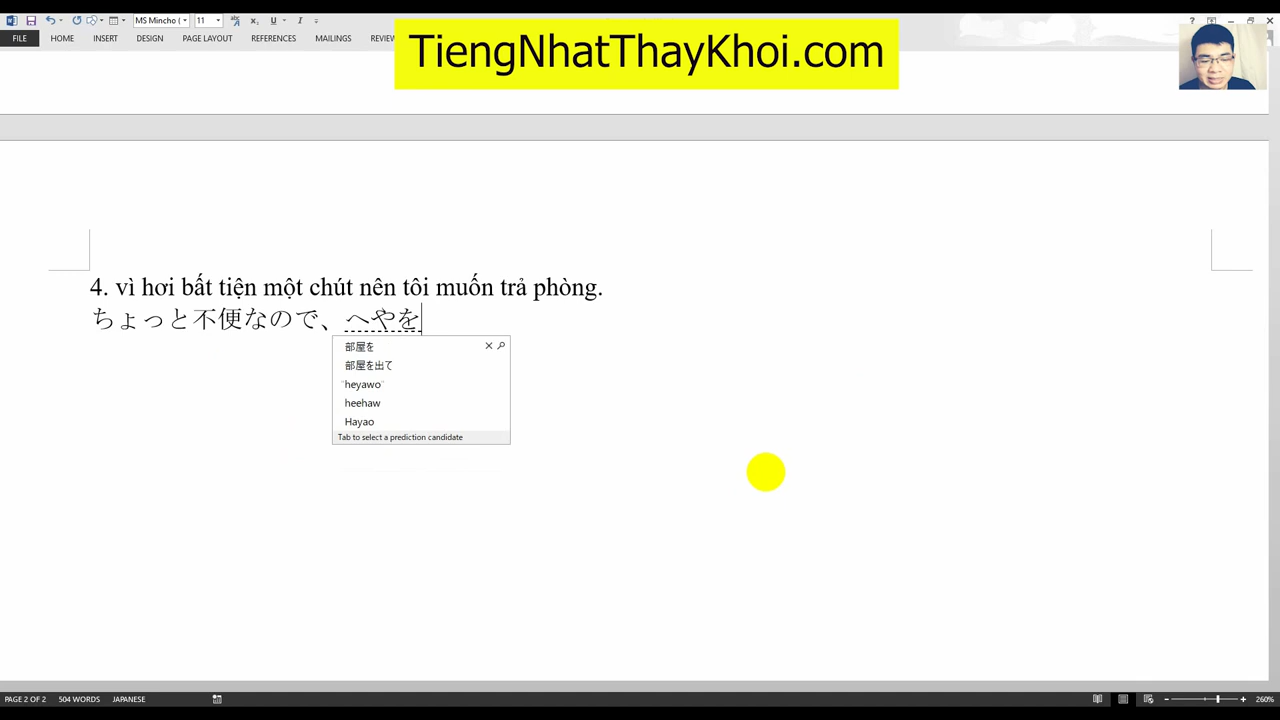 MS Mincho (
11
?
FILE
HOME
INSERT
DESIGN
PAGE LAYOUT
REFERENCES
MAILINGS
TiengNhatThayKhoi.com
4. vì hơi bất tiện một chút nên tôi muốn trả phòng.
ちょっと不便なので、へやを
部屋を
部屋を出て
"heyawo"
heehaw
Hayao
Tab to select a prediction candidate
PAGE 2 OF 2
504 WORDS
JAPANESE
260%